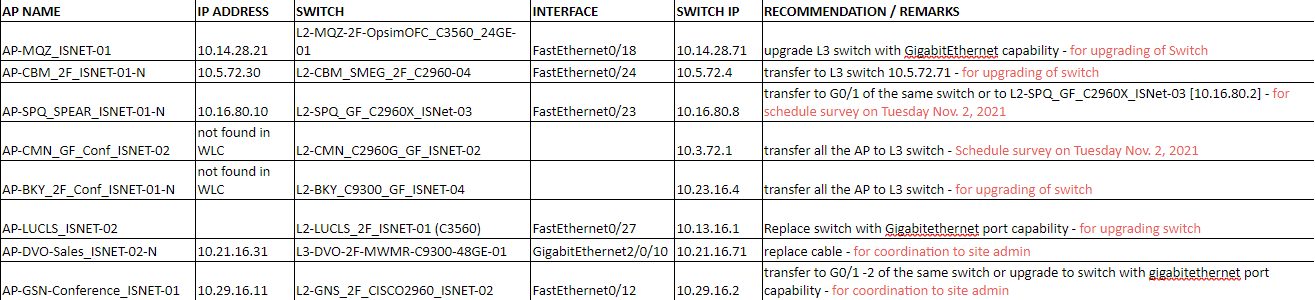 AP NAME IP ADDRESS SWITCH INTERFACE SWITCH IP RECOMMENDATION / REMARKS
AP-MQZ_ISNET-01 10.14.28.21 L2-MQZ-2F-OpsimOFC_C3560_24GE-
01 FastEthernet0/18 10.14.28.71 upgrade L3 switch with GigabitEthernet capability - for upgrading of Switch
AP-CBM_2F_ISNET-01-N 10.5.72.30 L2-CBM_SMEG_2F_C2960-04 FastEthernet0/24 10.5.72.4 transfer to L3 switch 10.5.72.71 - for upgrading of switch
AP-SPQ_SPEAR_ISNET-01-N 10.16.80.10 L2-SPQ_GF_C2960X_ISNet-03 FastEthernet0/23 10.16.80.8 transfer to G0/1 of the same switch or to L2-SPQ_GF_C2960X_ISNet-03 [10.16.80.2] - for
schedule survey on Tuesday Nov. 2, 2021
AP-CMN_GF_Conf_ISNET-02 not found in
WLC L2-CMN_C2960G_GF_ISNET-02 10.3.72.1 transfer all the AP to L3 switch - Schedule survey on Tuesday Nov. 2, 2021
AP-BKY_2F_Conf_ISNET-01-N not found in
WLC L2-BKY_C9300_GF_ISNET-04 10.23.16.4 transfer all the AP to L3 switch - for upgrading of switch
AP-LUCLS_ISNET-02 L2-LUCLS_2F_ISNET-01 (C3560) FastEthernet0/27 10.13.16.1 Replace switch with Gigabitethernet port capability - for upgrading switch
AP-DVO-Sales_ISNET-02-N 10.21.16.31 L3-DVO-2F-MWMR-C9300-48GE-01 GigabitEthernet2/0/10 10.21.16.71 replace cable - for coordination to site admin
AP-GSN-Conference_ISNET-01 10.29.16.11 L2-GNS_2F_CISCO2960_ISNET-02 FastEthernet0/12 10.29.16.2 transfer to G0/1 -2 of the same switch or upgrade to switch with gigabitethernet port
capability - for coordination to site admin